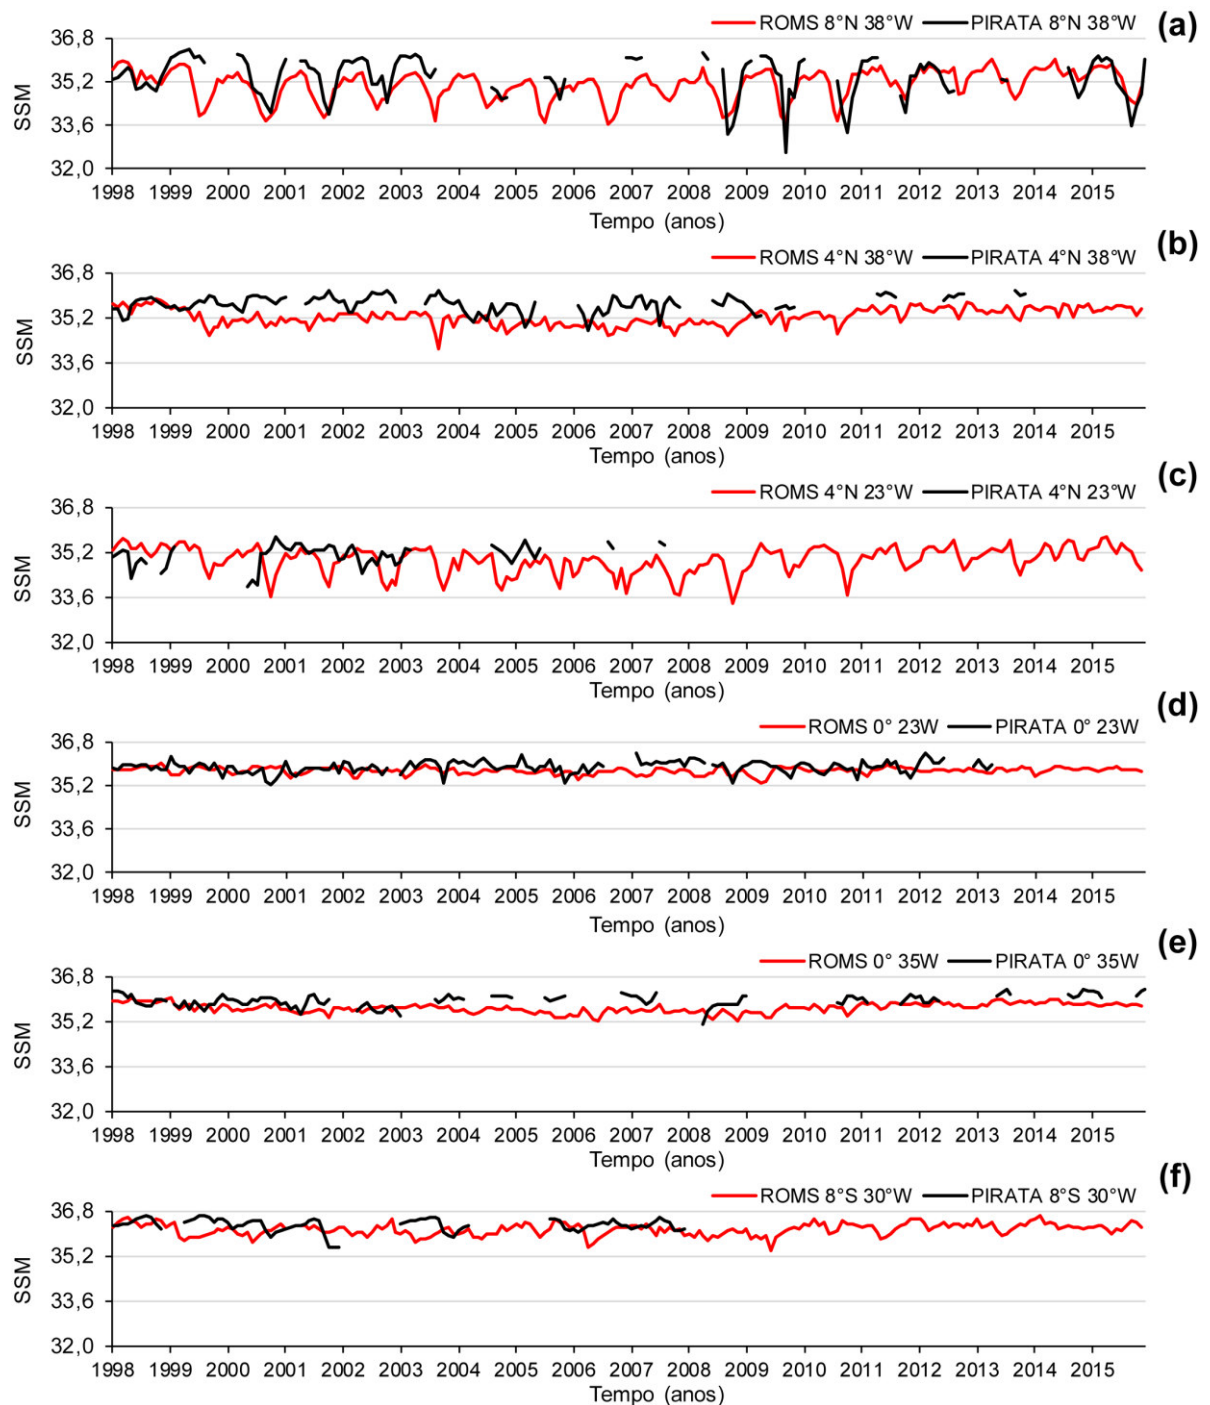 (a)
ROMS 8°N 38°W PIRATA 8°N 38°W
36,8
35,2
33,6
32,0
SSM
1998 1999 2000 2001 2002 2003 2004 2005 2006 2007 2008 2009 2010 2011 2012 2013 2014 2015
Tempo (anos)
(b)
ROMS 4°N 38°W PIRATA 4°N 38°W
36,8
35,2
33,6
32,0
SSM
1998 1999 2000 2001 2002 2003 2004 2005 2006 2007 2008 2009 2010 2011 2012 2013 2014 2015
Tempo (anos)
(c)
ROMS 4°N 23°W PIRATA 4°N 23°W
36,8
35,2
33,6
32,0
SSM
1998 1999 2000 2001 2002 2003 2004 2005 2006 2007 2008 2009 2010 2011 2012 2013 2014 2015
Tempo (anos)
(d)
ROMS 0° 23W PIRATA 0° 23W
36,8
35,2
33,6
32,0
SSM
1998 1999 2000 2001 2002 2003 2004 2005 2006 2007 2008 2009 2010 2011 2012 2013 2014 2015
Tempo (anos)
(e)
ROMS 0° 35W PIRATA 0° 35W
36,8
35,2
33,6
32,0
SSM
1998 1999 2000 2001 2002 2003 2004 2005 2006 2007 2008 2009 2010 2011 2012 2013 2014 2015
Tempo (anos)
(f)
ROMS 8°S 30°W PIRATA 8°S 30°W
36,8
35,2
33,6
32,0
SSM
1998 1999 2000 2001 2002 2003 2004 2005 2006 2007 2008 2009 2010 2011 2012 2013 2014 2015
Tempo (anos)